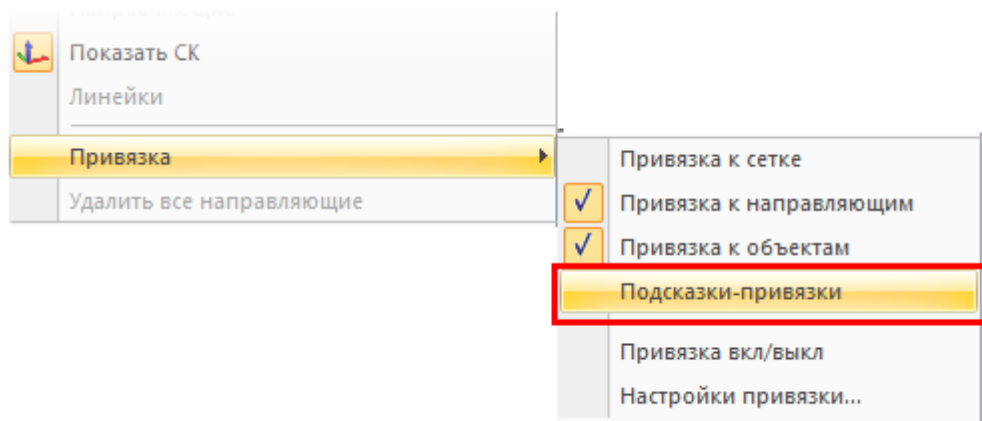 Показать СК
Линейки
Привязка
Удалить все направляющие
Привязка к сетке
Привязка к направляющим
Привязка к объектам
Подсказки-привязки
Привязка вкл/выкл
Настройки привязки...